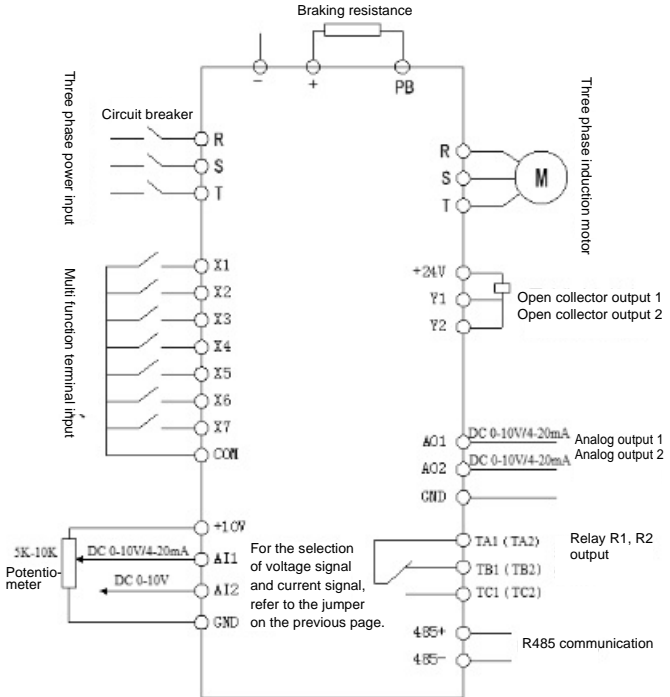 Braking resistance
- + PB
Three phase power input
Circuit breaker
R
S
T
R
S
T
M
Three phase induction motor
Multi function terminal input
X1
X2
X3
X4
X5
X6
X7
COM
+24V
Y1
Y2
Open collector output 1
Open collector output 2
AO1 DC 0-10V/4-20mA Analog output 1
AO2 DC 0-10V/4-20mA Analog output 2
GND
5K-10K
Potentio-
meter
+10V
DC 0-10V/4-20mA AI1
DC 0-10V AI2
GND
For the selection
of voltage signal
and current signal,
refer to the jumper
on the previous page.
TA1 (TA2)
TB1 (TB2)
TC1 (TC2)
Relay R1, R2
output
485+
485-
R485 communication